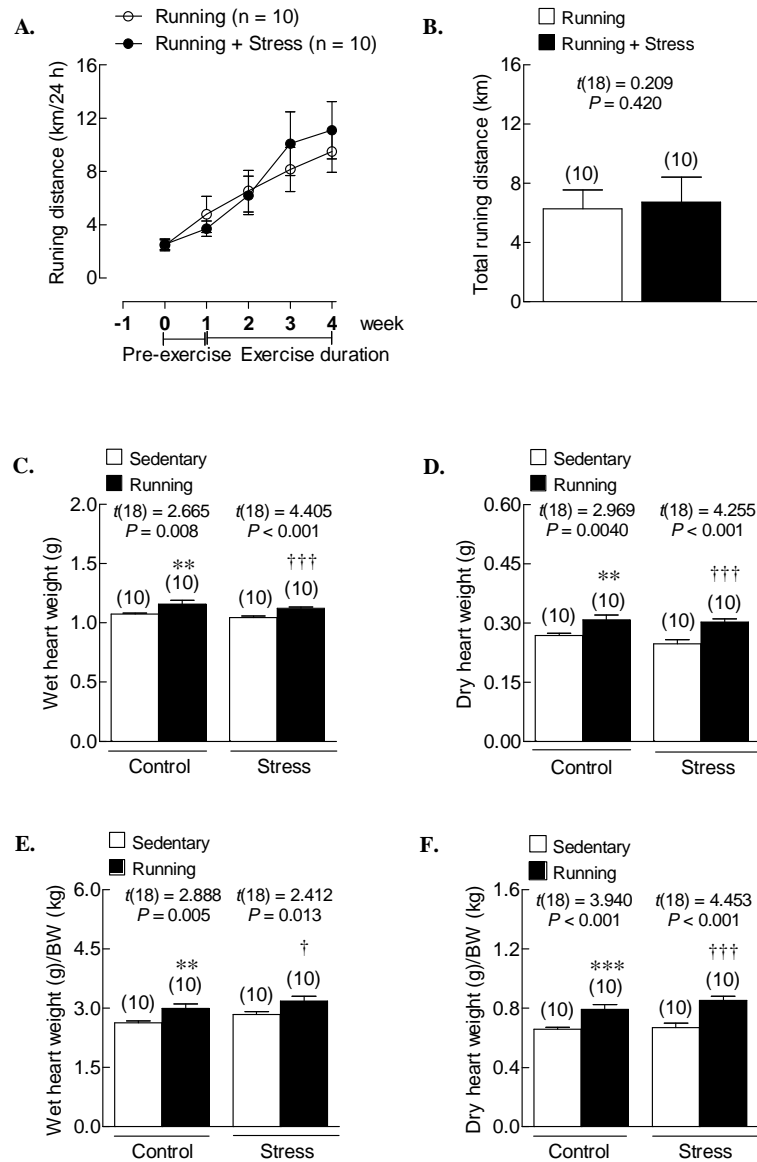 A.
Running (n = 10)
Running + Stress (n = 10)
Runing distance (km/24 h)
16
12
8
4
0
-1 0 1 2 3 4 week
Pre-exercise Exercise duration
B.
Running
Running + Stress
t(18) = 0.209
P = 0.420
Total runing distance (km)
16
12
8
4
0
(10) (10)
C.
Sedentary
Running
Wet heart weight (g)
2.0
1.5
1.0
0.5
0.0
t(18) = 2.665 t(18) = 4.405
P = 0.008 P < 0.001
** †††
(10) (10) (10) (10)
Control Stress
D.
Sedentary
Running
Dry heart weight (g)
0.60
0.45
0.30
0.15
0.00
t(18) = 2.969 t(18) = 4.255
P = 0.0040 P < 0.001
** †††
(10) (10) (10) (10)
Control Stress
E.
Sedentary
Running
Wet heart weight (g)/BW (kg)
6.0
4.5
3.0
1.5
0.0
t(18) = 2.888 t(18) = 2.412
P = 0.005 P = 0.013
** †
(10) (10) (10) (10)
Control Stress
F.
Sedentary
Running
Dry heart weight (g)/BW (kg)
1.6
1.2
0.8
0.4
0.0
t(18) = 3.940 t(18) = 4.453
P < 0.001 P < 0.001
*** †††
(10) (10) (10) (10)
Control Stress